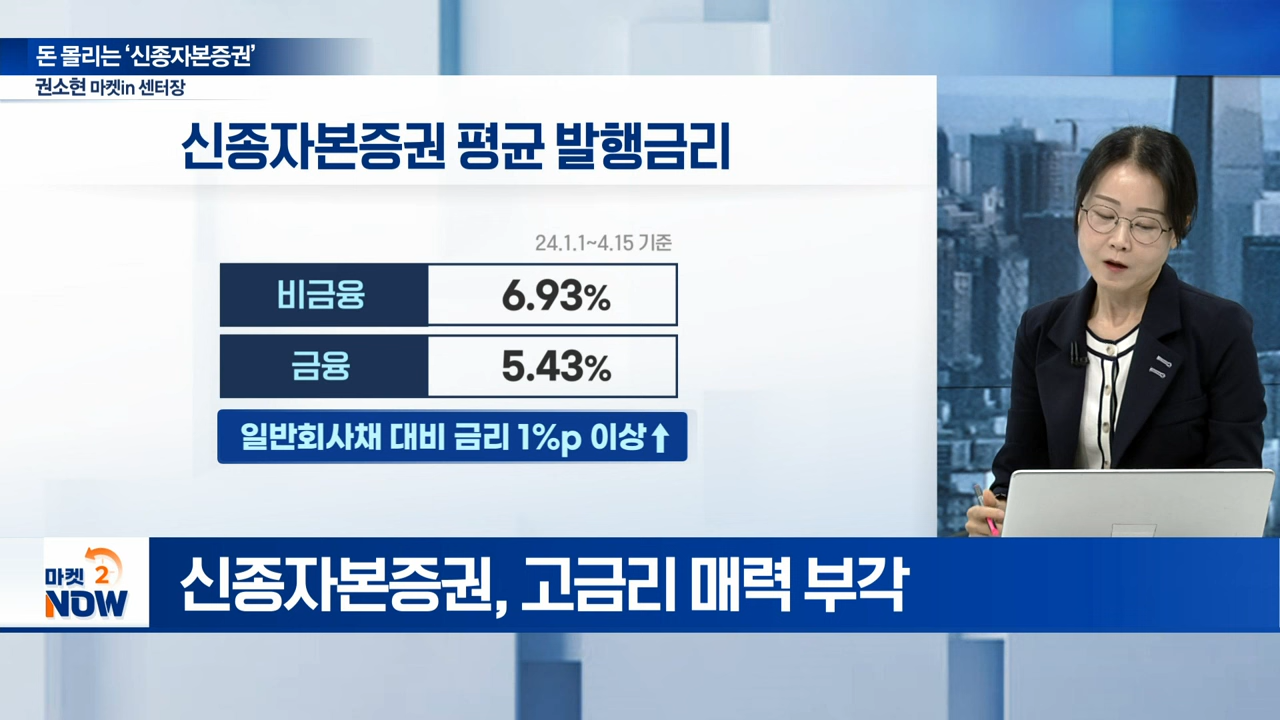 돈 몰리는 ‘신종자본증권’
권소현 마켓in 센터장
신종자본증권 평균 발행금리
24.1.1~4.15 기준
비금융 6.93%
금융 5.43%
일반회사채 대비 금리 1%p 이상↑
마켓 2
NOW
신종자본증권, 고금리 매력 부각